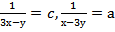 1/(3x-y) = c, 1/(x-3y) = a